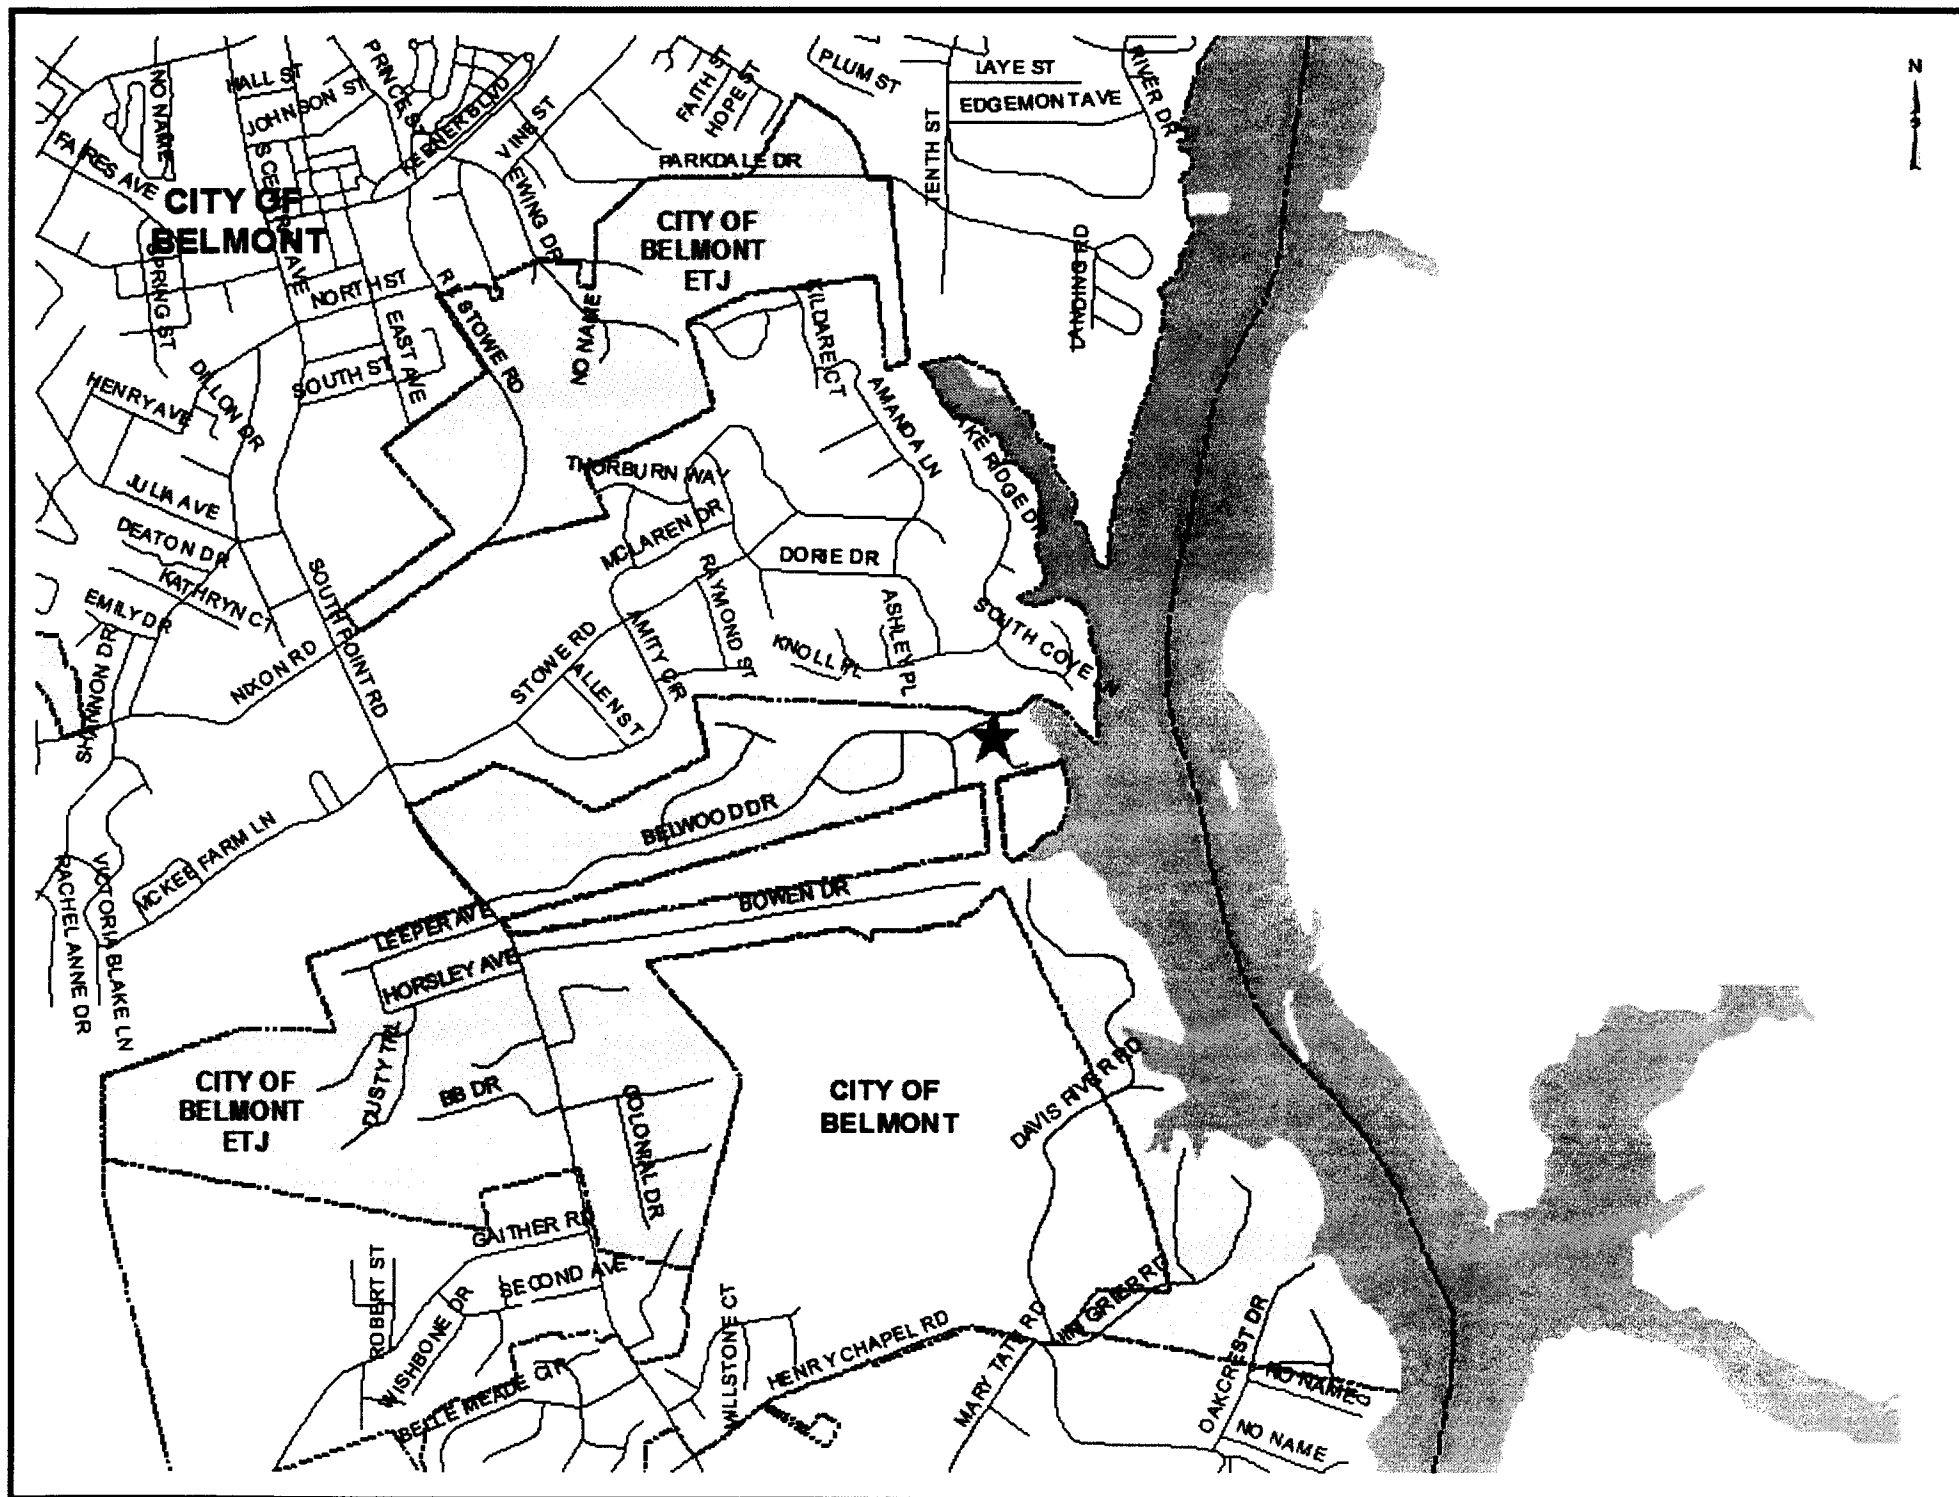 N
HALL ST
JOHNSON ST
PRINCE ST
KEENER BLVD
VINE ST
FAITH ST
HOPE ST
PLUM ST
LAYE ST
EDGEMONT AVE
RIVER DR
NO NAME
FAIRES AVE
CITY OF
BELMONT
PARKDALE DR
TENTH ST
EWING DR
CITY OF
BELMONT
ETJ
LANDING RD
SPRING ST
NORTH ST
R L STOWE RD
NO NAME
KILDARE CT
EAST AVE
SOUTH ST
DILLON DR
HENRY AVE
AMANDA LN
LAKE RIDGE DR
THORBURN WAY
JULIA AVE
DEATON DR
MCLAREN DR
DORIE DR
KATHRYN CT
EMILY DR
SOUTH POINT RD
RAYMOND ST
ASHLEY PL
SOUTH COVE LN
AMITY CIR
STOWE RD
ALLEN ST
KNOLL PL
NIXON RD
SHANNON DR
BELWOOD DR
MCKEE FARM LN
RACHEL ANNE DR
VICTORIA BLAKE LN
BOWEN DR
LEEPER AVE
HORSLEY AVE
DUSTY TRL
BB DR
CITY OF
BELMONT
ETJ
COLONIAL DR
CITY OF
BELMONT
DAVIS RIVER RD
GAITHER RD
SECOND AVE
ROBERT ST
WISHBONE DR
BELLE MEADE CIR
MILLSTONE CT
HENRY CHAPEL RD
MARY TATE RD
GRIER RD
OAKCREST DR
NO NAME
NO NAME